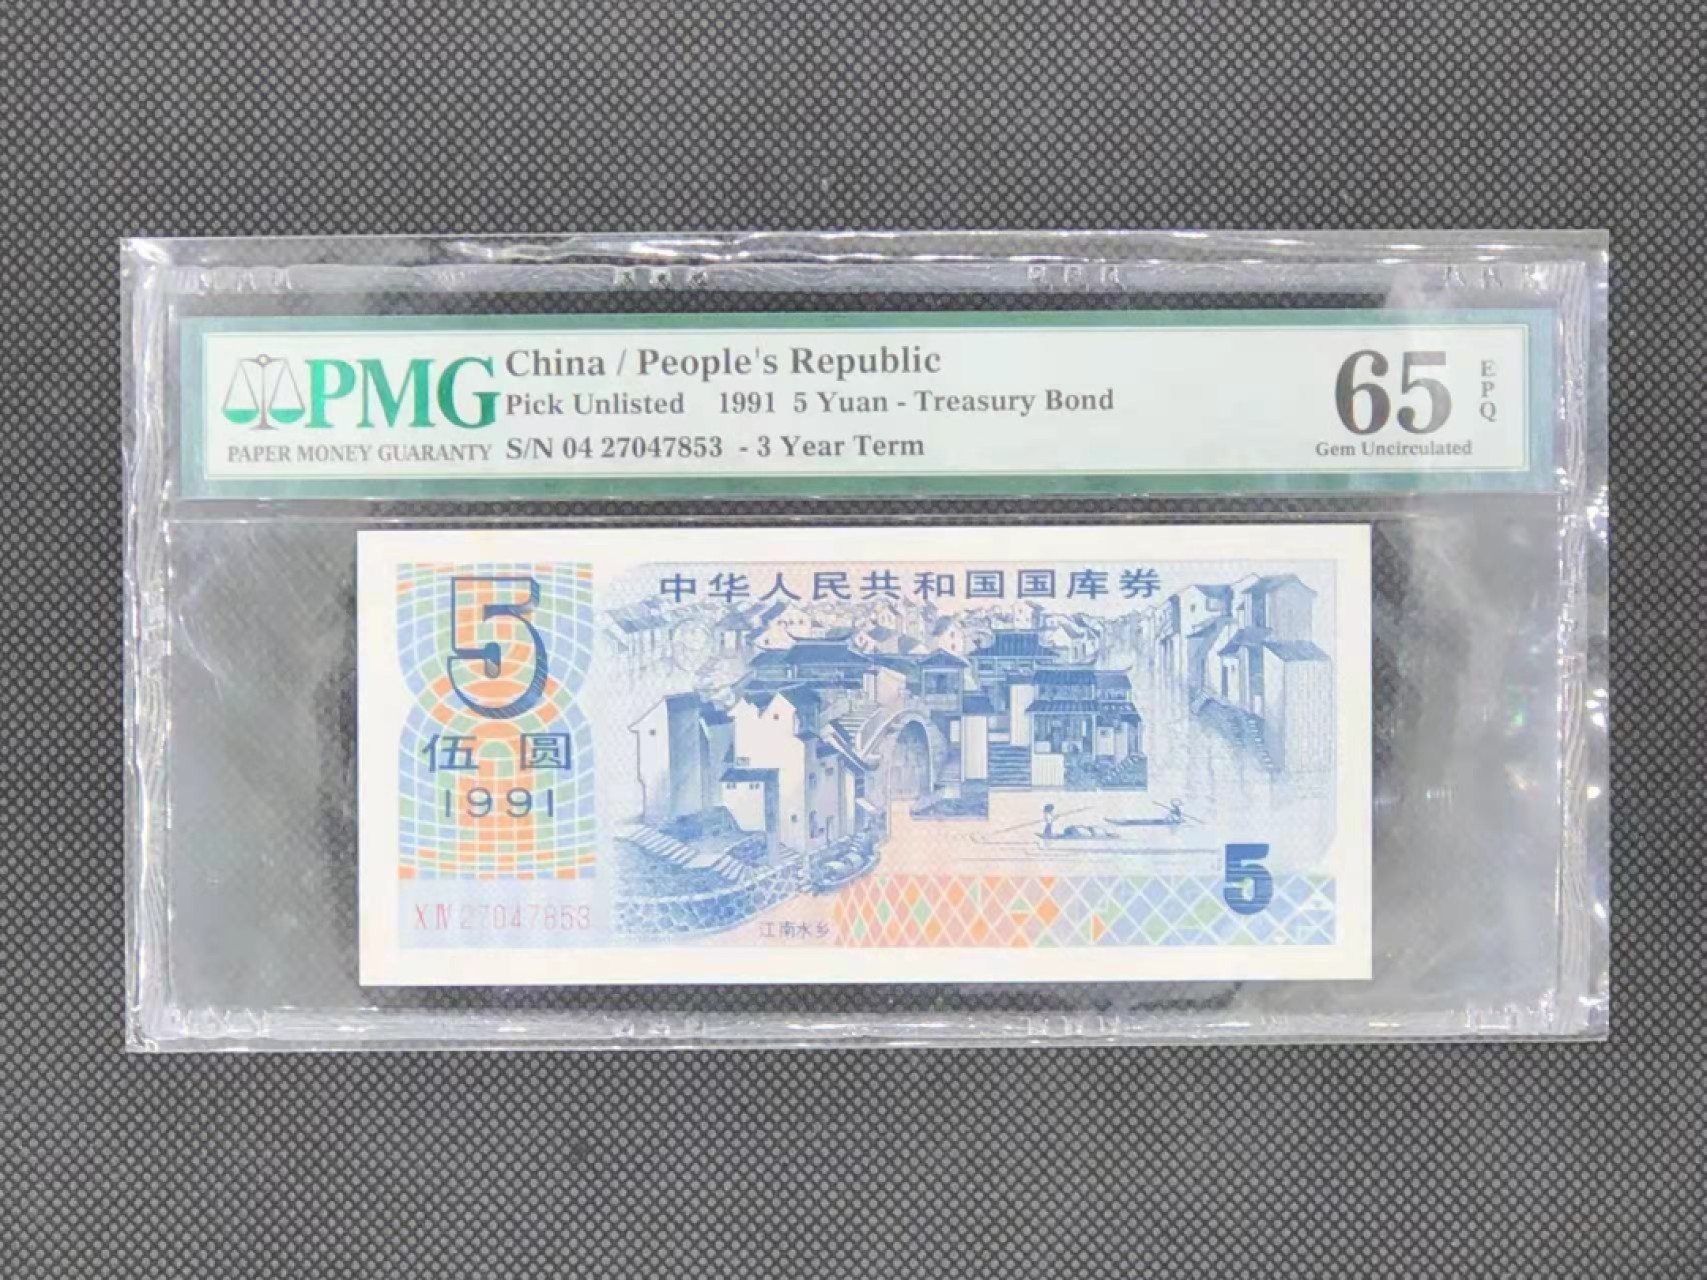 PMG
PAPER MONEY GUARANTY
China / People's Republic
Pick Unlisted 1991 5 Yuan - Treasury Bond
S/N 04 27047853 - 3 Year Term
65 EPQ
Gem Uncirculated
中华人民共和国国库券
5
伍圆
1991
XIV 27047853
江南水乡
5